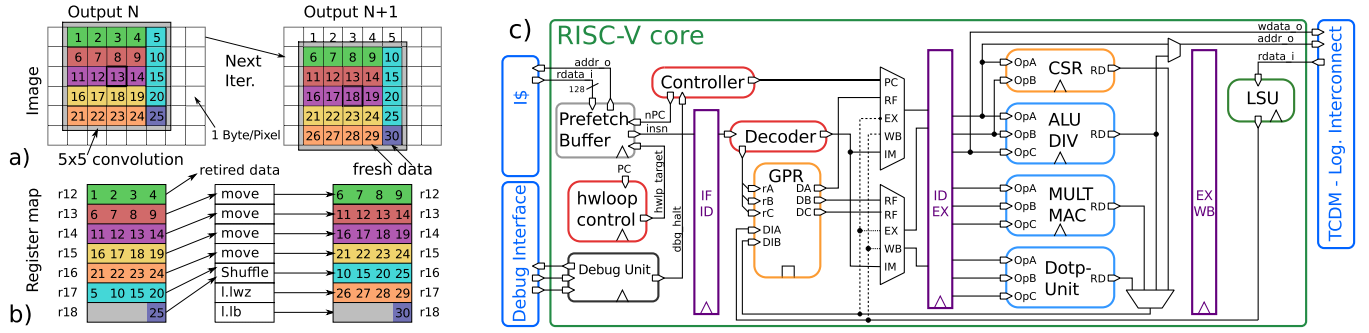 Output N
Output N+1
Image
1 2 3 4 5
6 7 8 9 10
11 12 13 14 15
16 17 18 19 20
21 22 23 24 25
Next
Iter.
1 2 3 4 5
6 7 8 9 10
11 12 13 14 15
16 17 18 19 20
21 22 23 24 25
26 27 28 29 30
1 Byte/Pixel
a)
5x5 convolution
fresh data
retired data
Register map
r12 1 2 3 4 move 6 7 8 9 r12
r13 6 7 8 9 move 11 12 13 14 r13
r14 11 12 13 14 move 16 17 18 19 r14
r15 16 17 18 19 move 21 22 23 24 r15
r16 21 22 23 24 Shuffle 10 15 20 25 r16
r17 5 10 15 20 l.lwz 26 27 28 29 r17
r18 25 l.lb 30 r18
b)
c)
RISC-V core
I$
Debug Interface
addr_o
rdata_i
128
Prefetch
Buffer
nPC
insn
PC
hwloop
control
hwlp_target
dbg_halt
Debug Unit
Controller
IF
ID
Decoder
GPR
rA
rB
rC
DA
DB
DC
DIA
DIB
PC
RF
EX
WB
IM
RF
RF
EX
WB
IM
ID
EX
OpA
OpB
CSR
RD
OpA
OpB
OpC
ALU
DIV
RD
OpA
OpB
OpC
MULT
MAC
RD
OpA
OpB
OpC
Dotp-
Unit
RD
EX
WB
wdata_o
addr_o
rdata_i
LSU
TCDM - Log. Interconnect